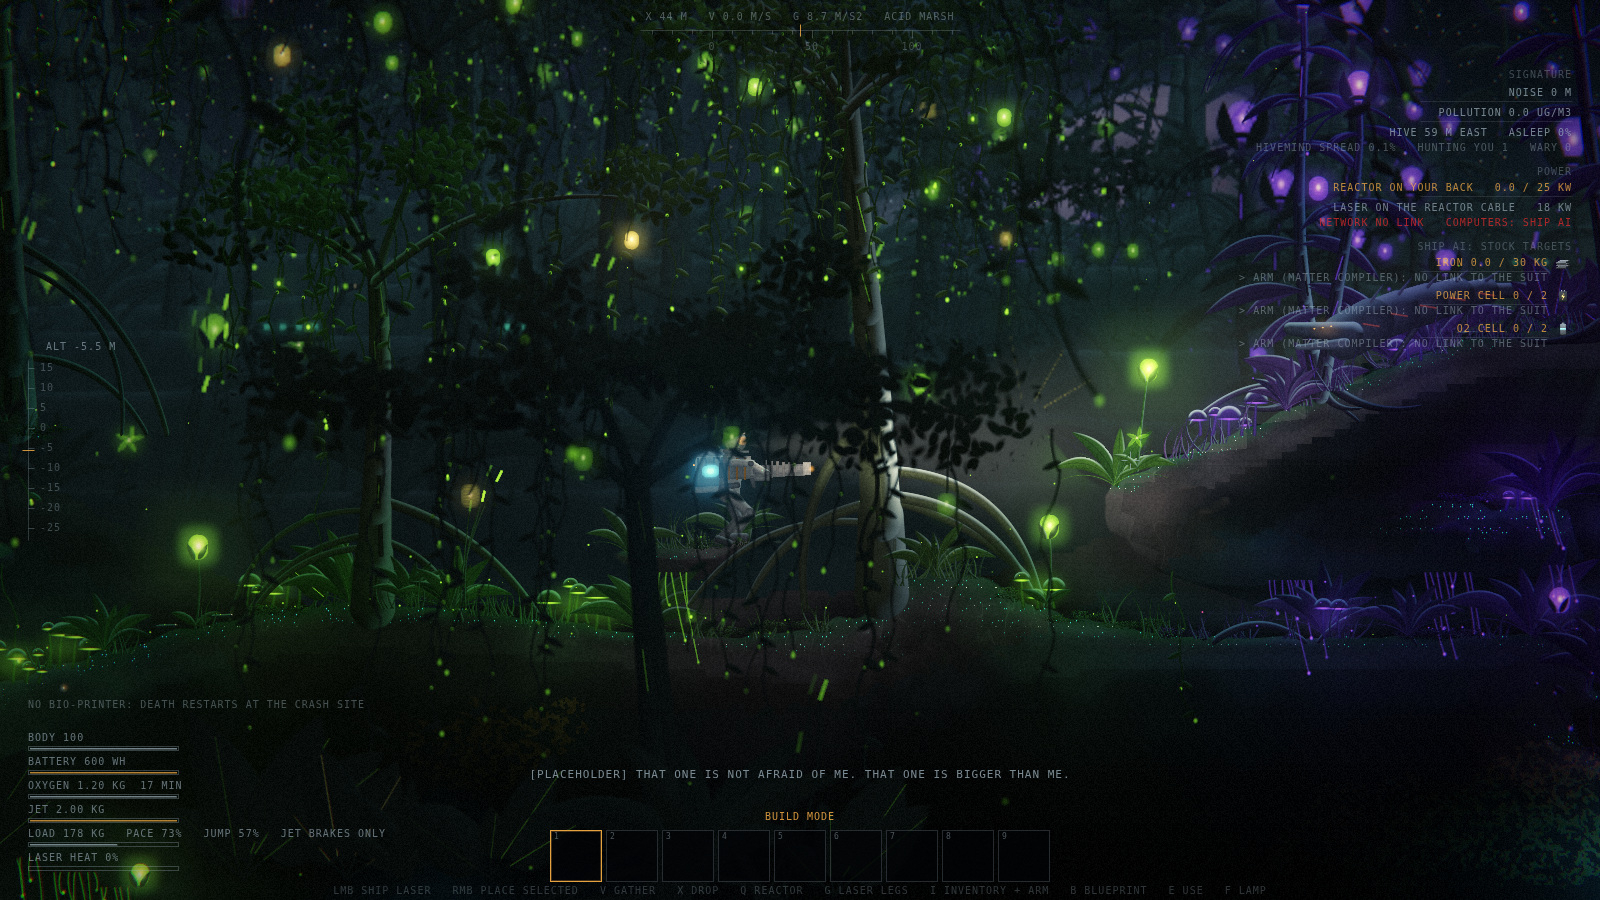 X 44 M   V 0.0 M/S   G 8.7 M/S2   ACID MARSH
0   50   100
SIGNATURE
NOISE 0 M
POLLUTION 0.0 UG/M3
HIVE 59 M EAST   ASLEEP 0%
HIVEMIND SPREAD 0.1%   HUNTING YOU 1   WARY 0
POWER
REACTOR ON YOUR BACK   0.0 / 25 KW
LASER ON THE REACTOR CABLE   18 KW
NETWORK NO LINK   COMPUTERS: SHIP AI
SHIP AI: STOCK TARGETS
IRON 0.0 / 30 KG
> ARM (MATTER COMPILER): NO LINK TO THE SUIT
POWER CELL 0 / 2
> ARM (MATTER COMPILER): NO LINK TO THE SUIT
O2 CELL 0 / 2
> ARM (MATTER COMPILER): NO LINK TO THE SUIT
ALT -5.5 M
15
10
5
0
-5
-10
-15
-20
-25
NO BIO-PRINTER: DEATH RESTARTS AT THE CRASH SITE
BODY 100
BATTERY 600 WH
OXYGEN 1.20 KG   17 MIN
JET 2.00 KG
LOAD 178 KG   PACE 73%   JUMP 57%   JET BRAKES ONLY
LASER HEAT 0%
[PLACEHOLDER] THAT ONE IS NOT AFRAID OF ME. THAT ONE IS BIGGER THAN ME.
BUILD MODE
1 2 3 4 5 6 7 8 9
LMB SHIP LASER   RMB PLACE SELECTED   V GATHER   X DROP   Q REACTOR   G LASER LEGS   I INVENTORY + ARM   B BLUEPRINT   E USE   F LAMP